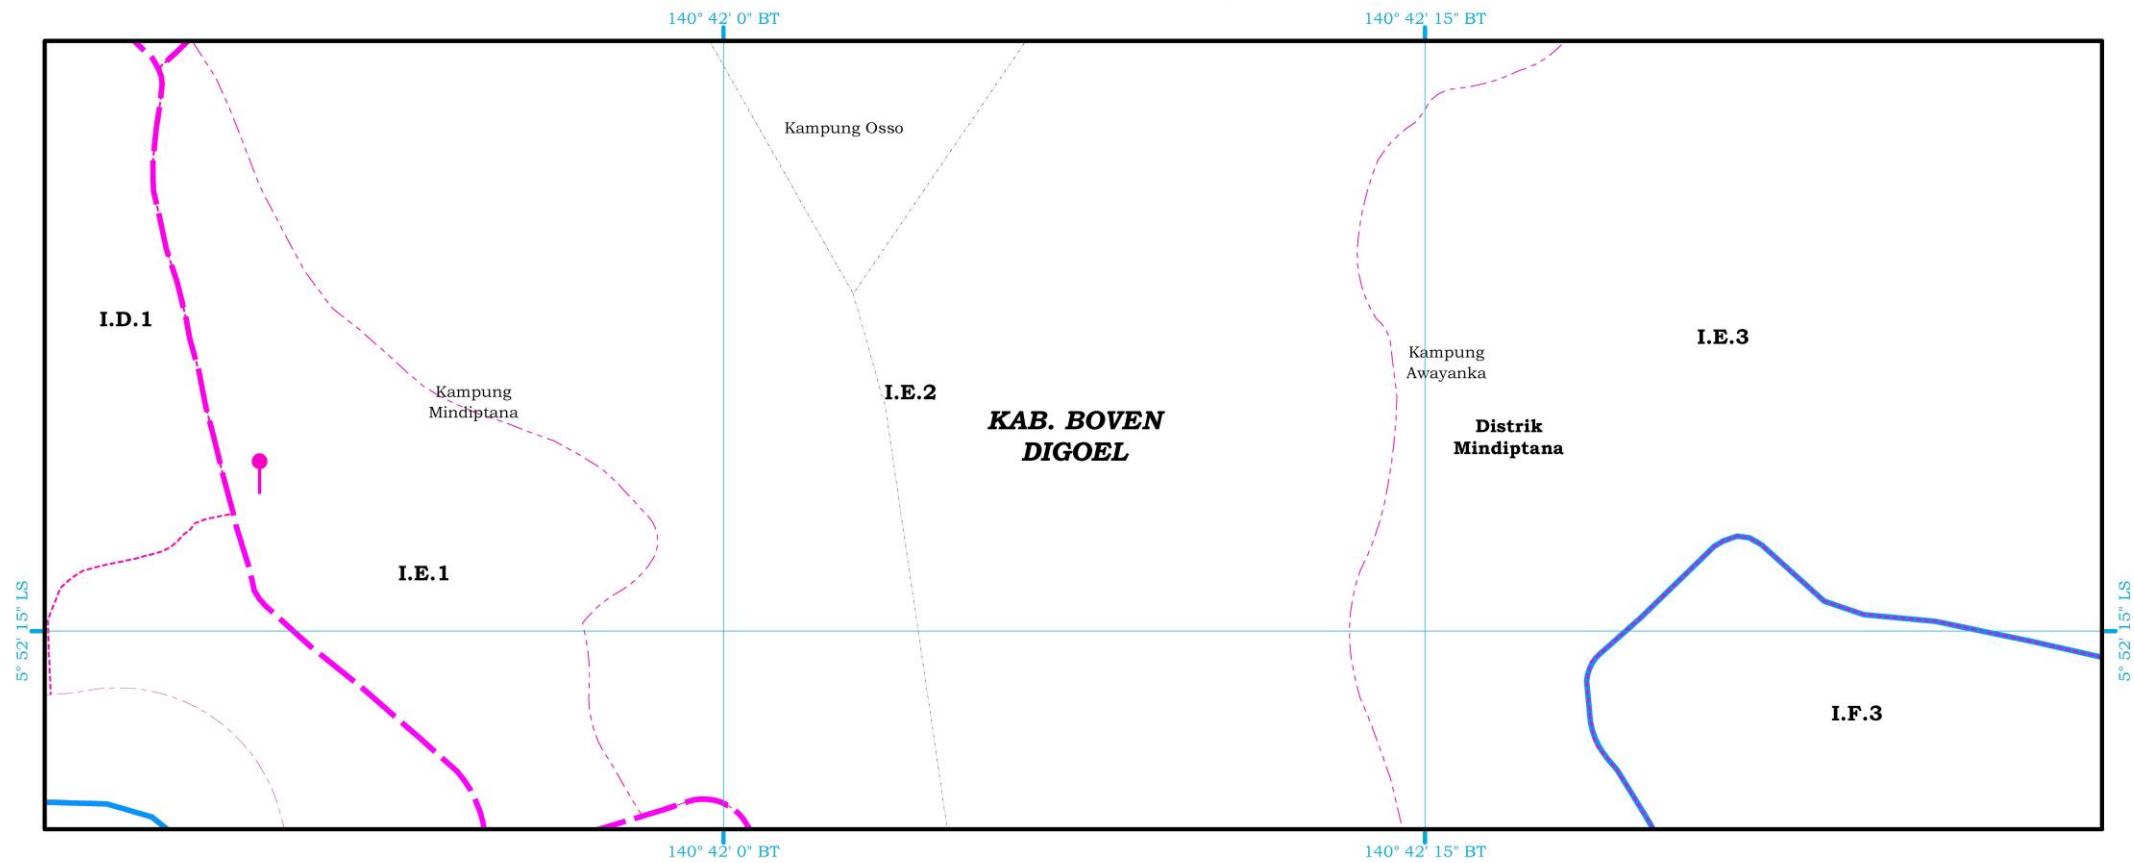 140° 42' 0" BT
140° 42' 15" BT
Kampung Osso
I.D.1
I.E.3
Kampung
Awayanka
Kampung
Mindiptana
I.E.2
KAB. BOVEN
DIGOEL
Distrik
Mindiptana
I.E.1
5° 52' 15" LS
5° 52' 15" LS
I.F.3
140° 42' 0" BT
140° 42' 15" BT